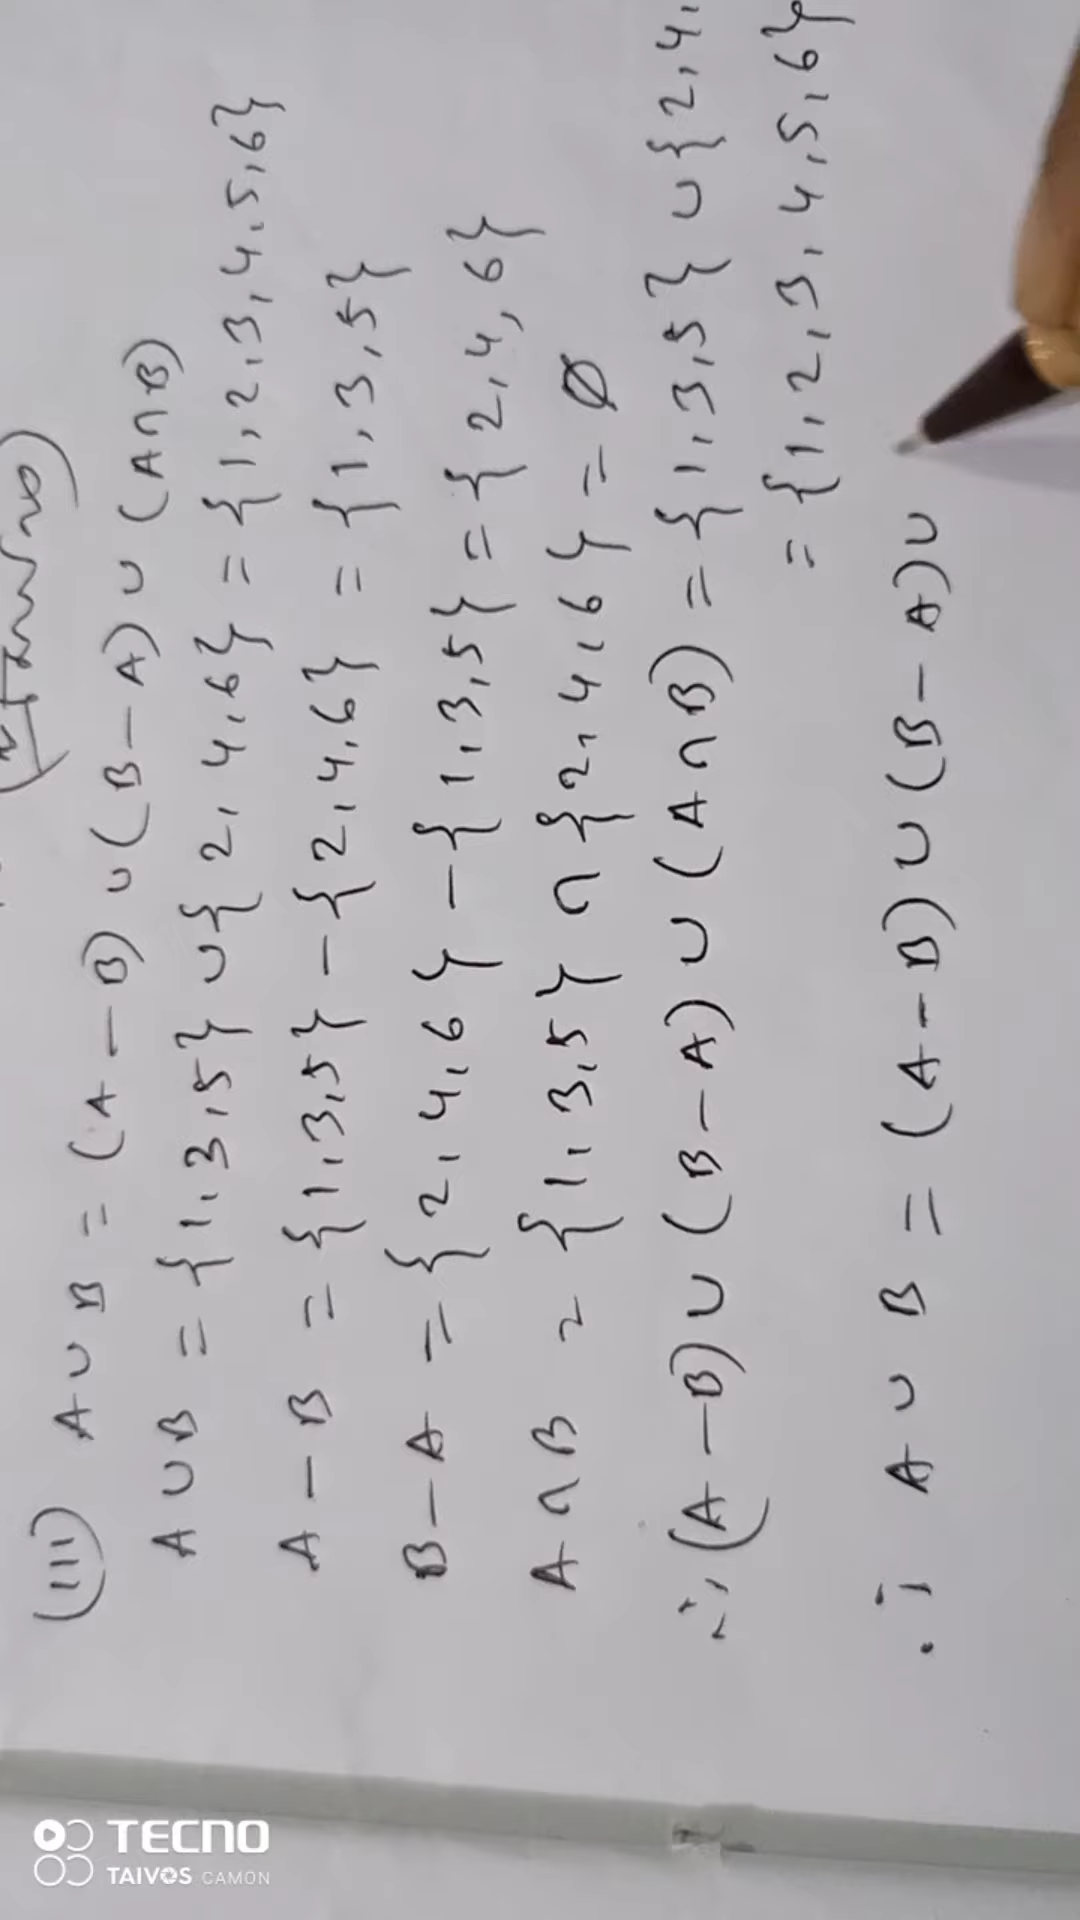 (III) A ∪ B = (A − B) ∪ (B − A) ∪ (A ∩ B)
A ∪ B = {1,3,5} ∪ {2,4,6} = {1,2,3,4,5,6}
A − B = {1,3,5} − {2,4,6} = {1,3,5}
B − A = {2,4,6} − {1,3,5} = {2,4,6}
A ∩ B = {1,3,5} ∩ {2,4,6} = Ø
∴ (A − B) ∪ (B − A) ∪ (A ∩ B) = {1,3,5} ∪ {2,4,
= {1,2,3,4,5,6}
∴ A ∪ B = (A − B) ∪ (B − A) ∪
TECNO
TAIVOS CAMON